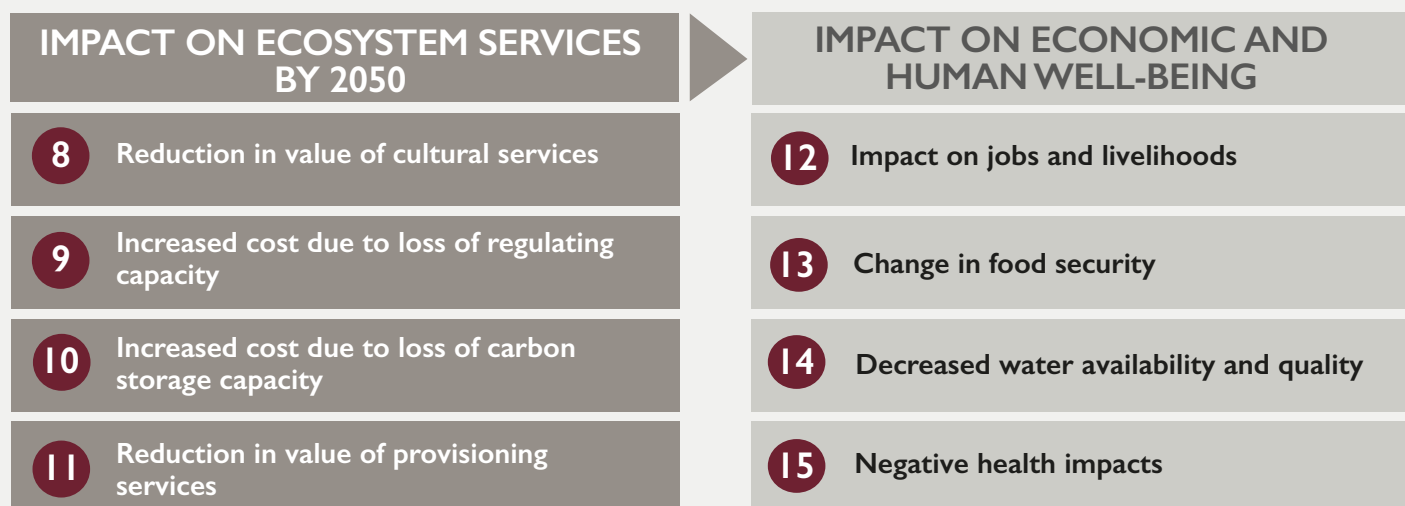 IMPACT ON ECOSYSTEM SERVICES
BY 2050
8
Reduction in value of cultural services
9
Increased cost due to loss of regulating
capacity
10
Increased cost due to loss of carbon
storage capacity
11
Reduction in value of provisioning
services
IMPACT ON ECONOMIC AND
HUMAN WELL-BEING
12
Impact on jobs and livelihoods
13
Change in food security
14
Decreased water availability and quality
15
Negative health impacts